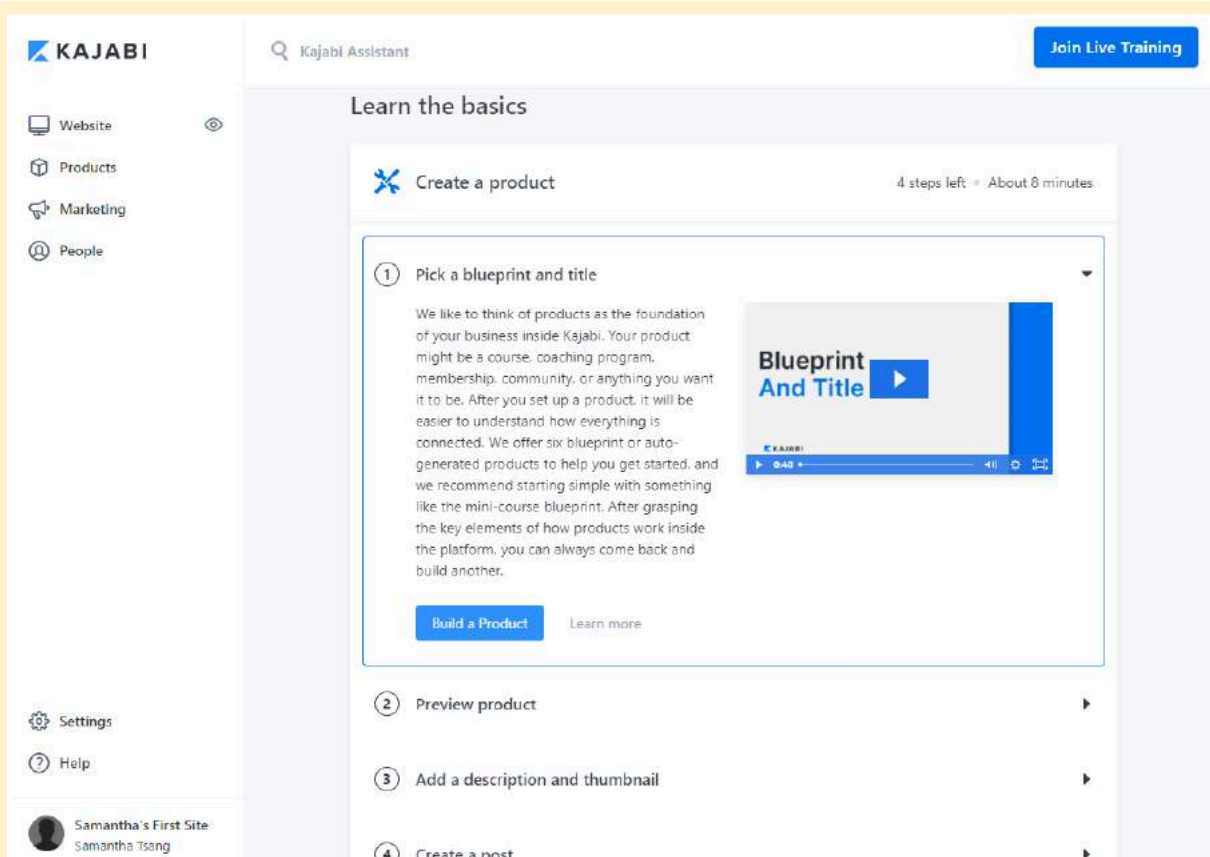 KAJABI
Kajabi Assistant
Join Live Training
Website
Products
Marketing
People
Settings
Help
Samantha's First Site
Samantha Tsang
Learn the basics
Create a product
4 steps left • About 8 minutes
1 Pick a blueprint and title
We like to think of products as the foundation
of your business inside Kajabi. Your product
might be a course, coaching program,
membership, community, or anything you want
it to be. After you set up a product, it will be
easier to understand how everything is
connected. We offer six blueprint or auto-
generated products to help you get started, and
we recommend starting simple with something
like the mini-course blueprint. After grasping
the key elements of how products work inside
the platform, you can always come back and
build another.
Blueprint
And Title
KAJABI
0:40
Build a Product
Learn more
2 Preview product
3 Add a description and thumbnail
4 Create a post